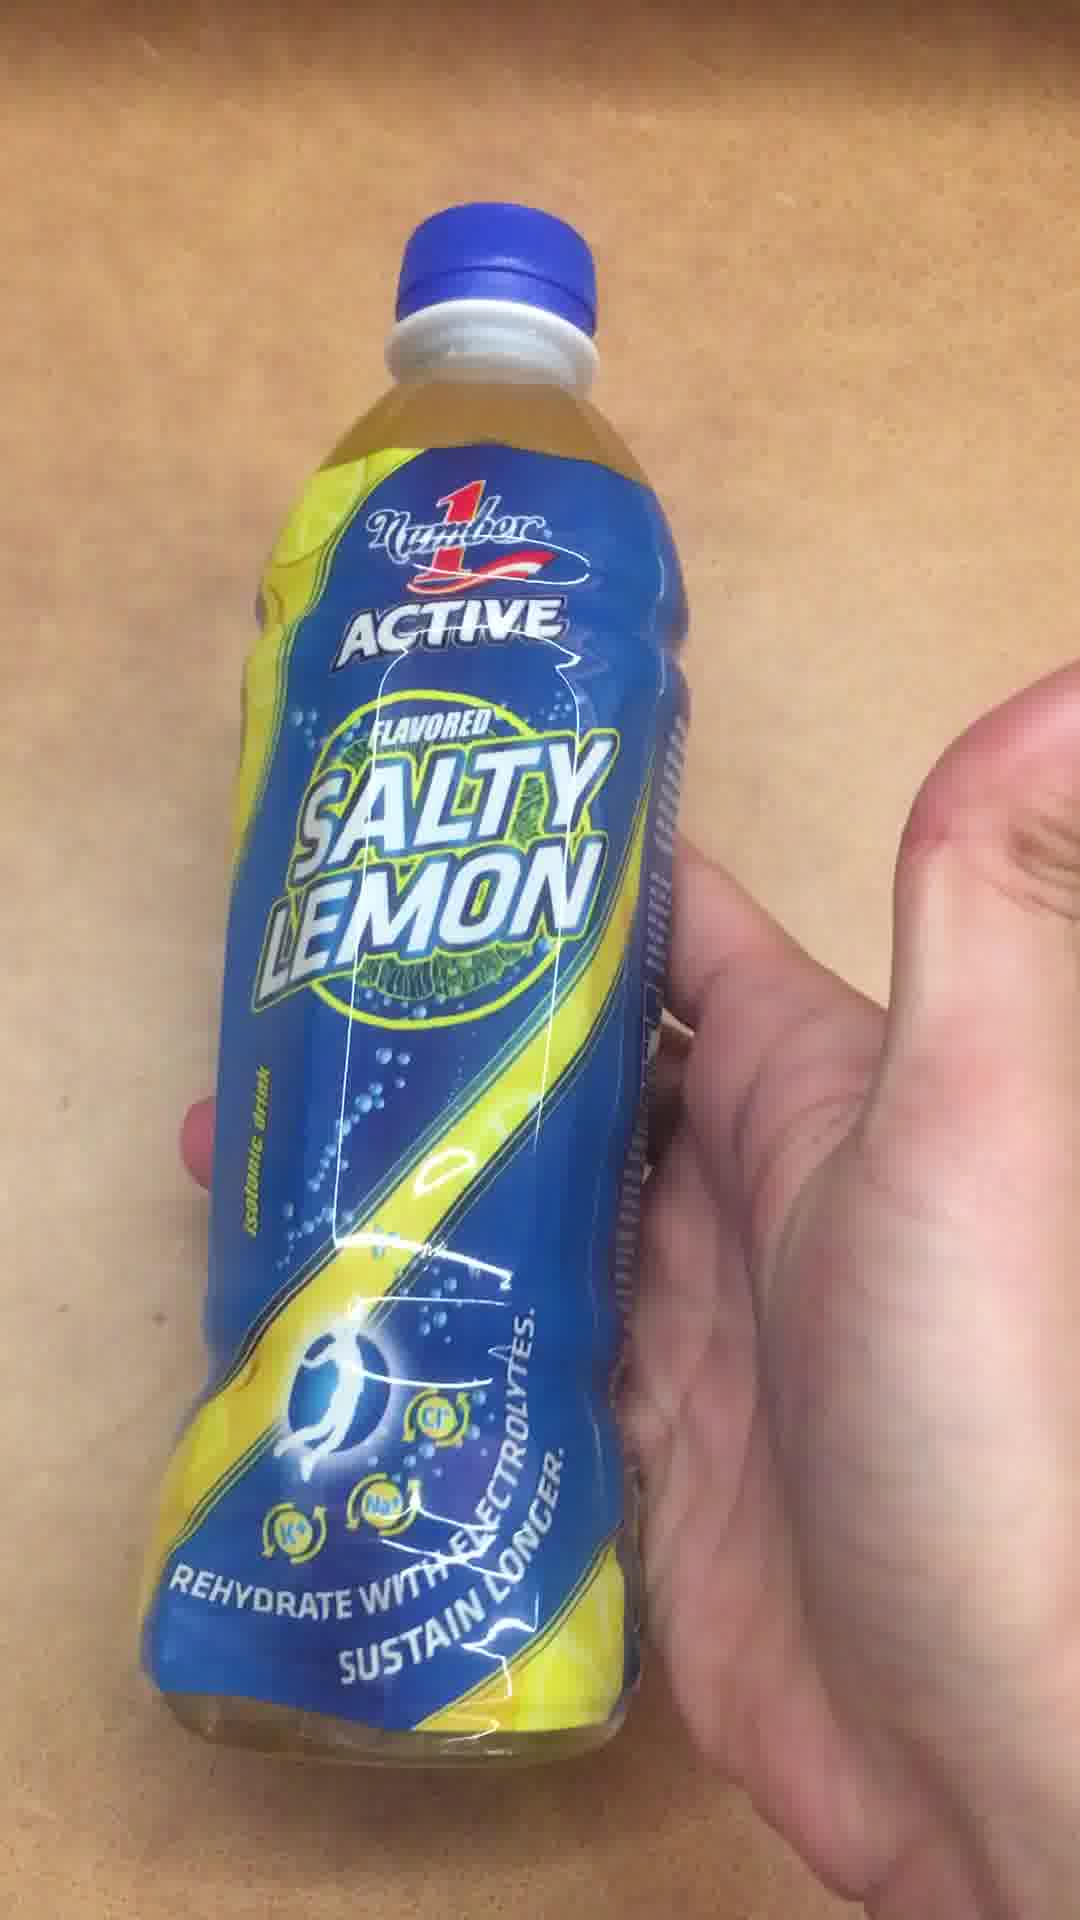 Number 1
ACTIVE
FLAVORED
SALTY
LEMON
isotonic drink
Cl-
Na+
K+
REHYDRATE WITH ELECTROLYTES.
SUSTAIN LONGER.